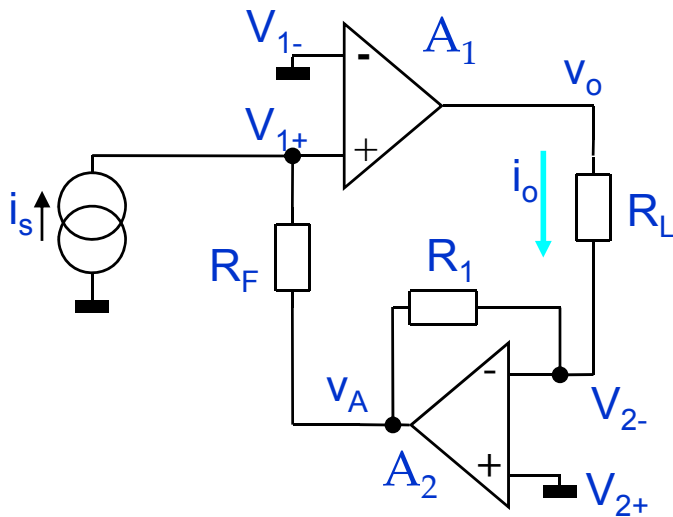 V1-
A1
vo
V1+
-
+
is
io
RL
RF
R1
vA
-
V2-
+
A2
V2+